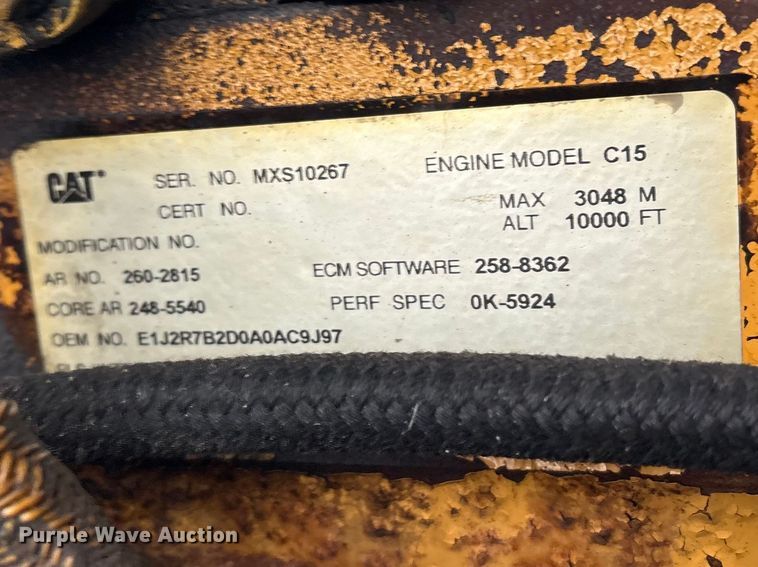 CAT SER. NO. MXS10267 ENGINE MODEL C15
CERT NO. MAX 3048 M
ALT 10000 FT
MODIFICATION NO.
AR NO. 260-2815 ECM SOFTWARE 258-8362
CORE AR 248-5540 PERF SPEC 0K-5924
OEM NO. E1J2R7B2D0A0AC9J97
Purple Wave Auction